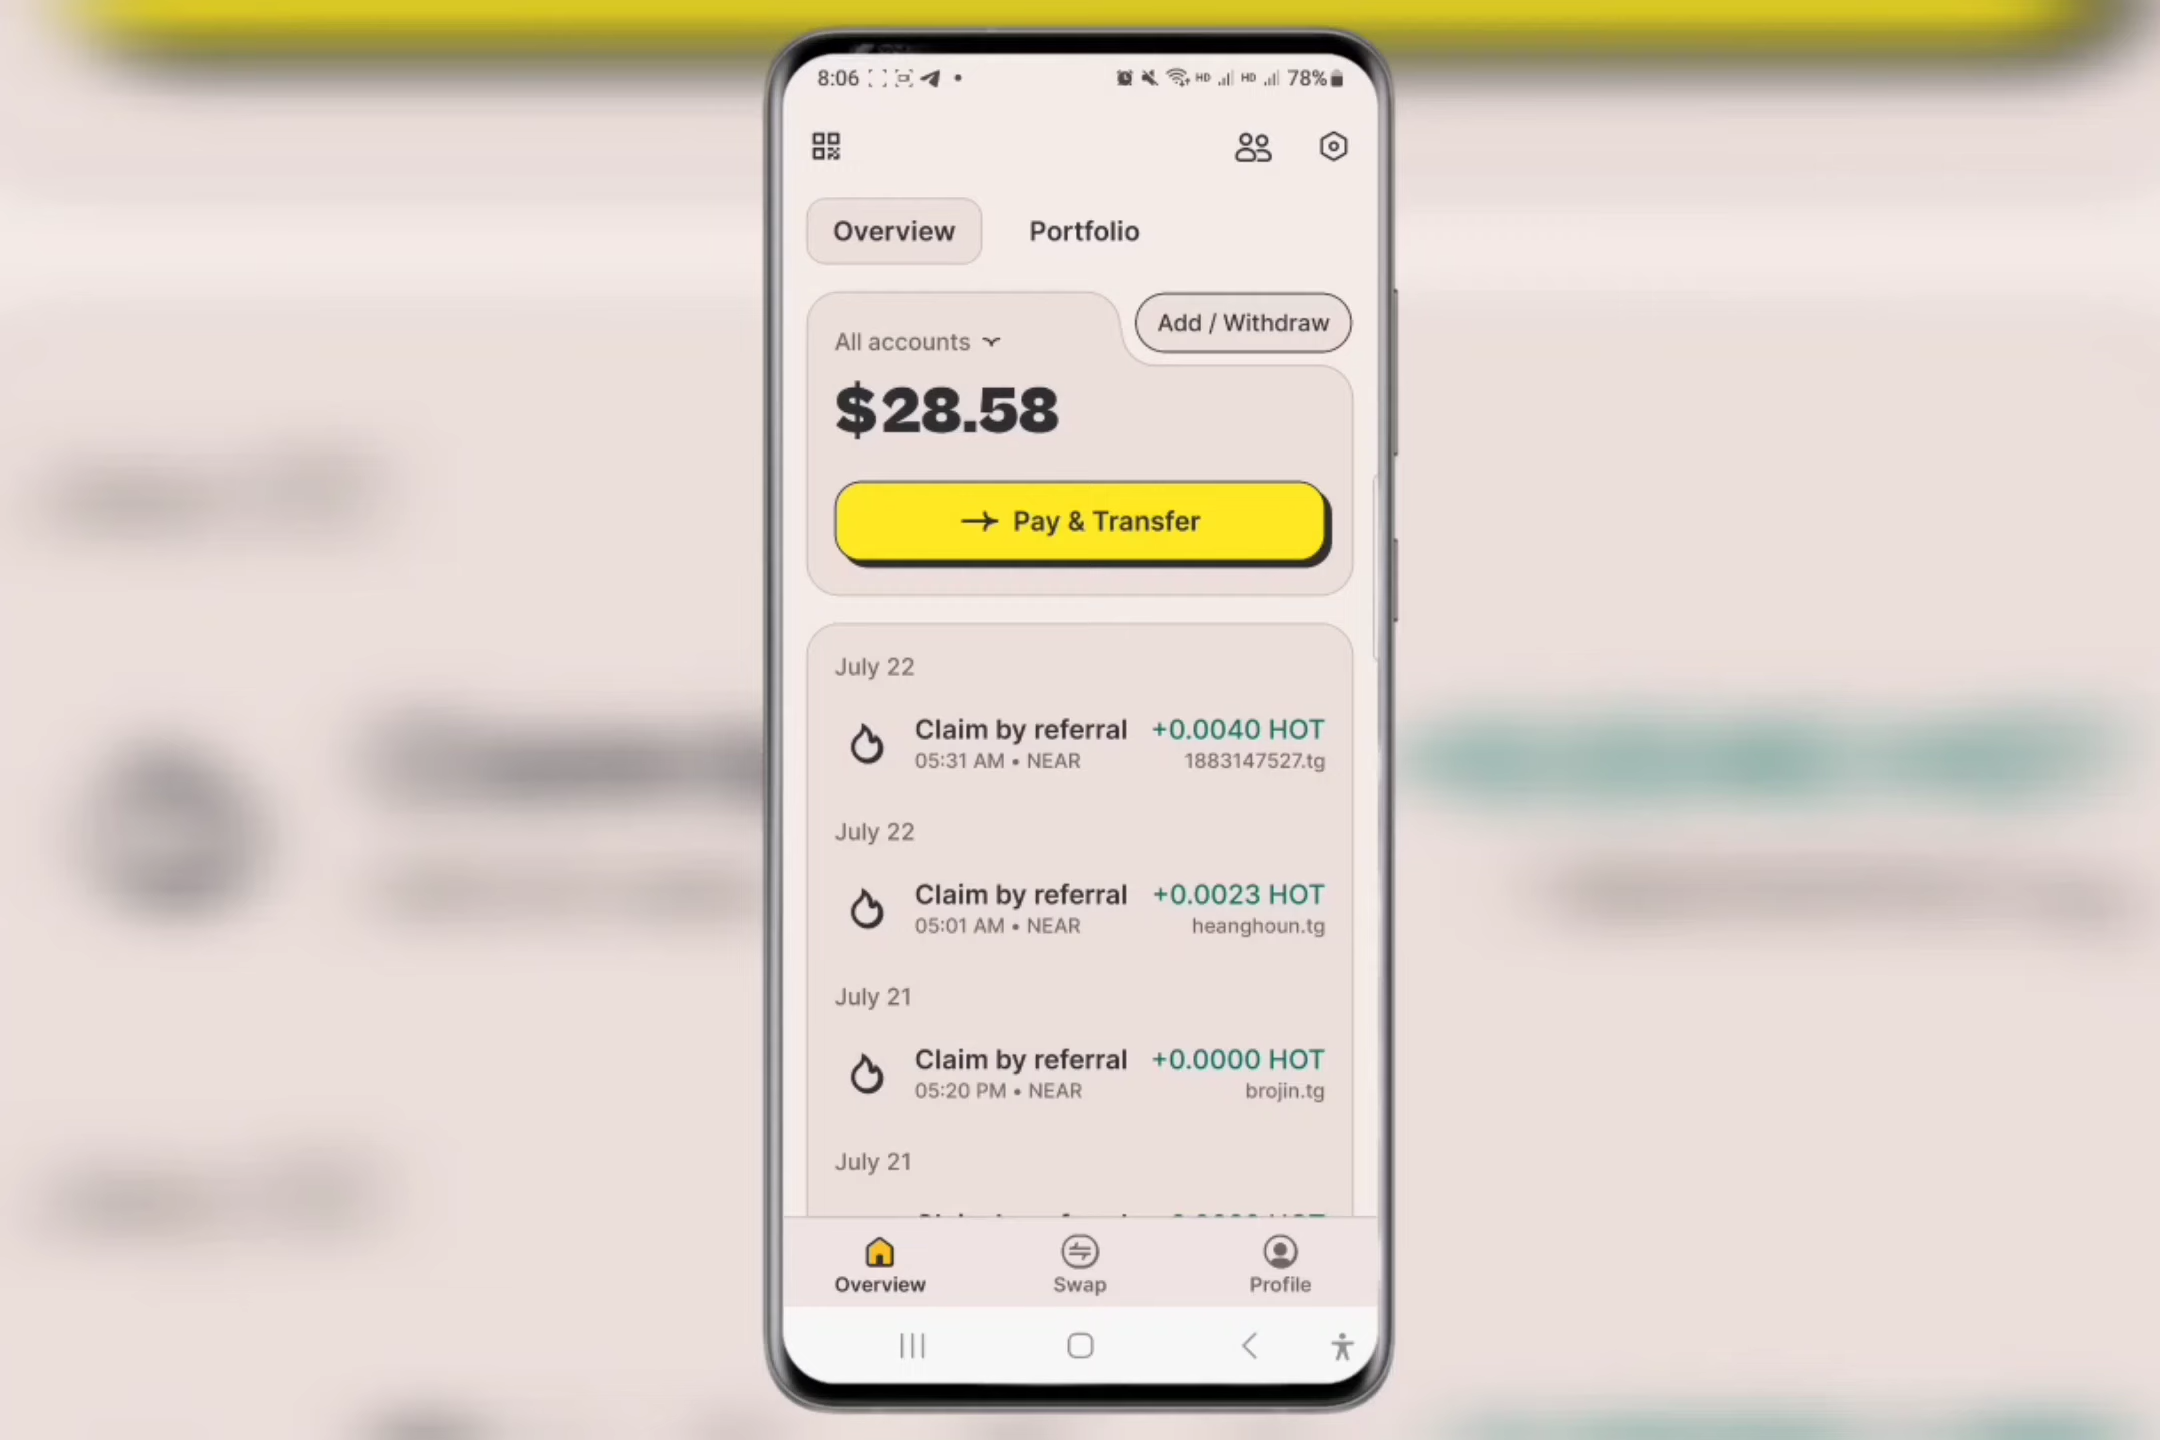 8:06 HD HD 78%
Overview Portfolio
Add / Withdraw
All accounts
$28.58
Pay & Transfer
July 22
Claim by referral +0.0040 HOT
05:31 AM • NEAR 1883147527.tg
July 22
Claim by referral +0.0023 HOT
05:01 AM • NEAR heanghoun.tg
July 21
Claim by referral +0.0000 HOT
05:20 PM • NEAR brojin.tg
July 21
Overview Swap Profile